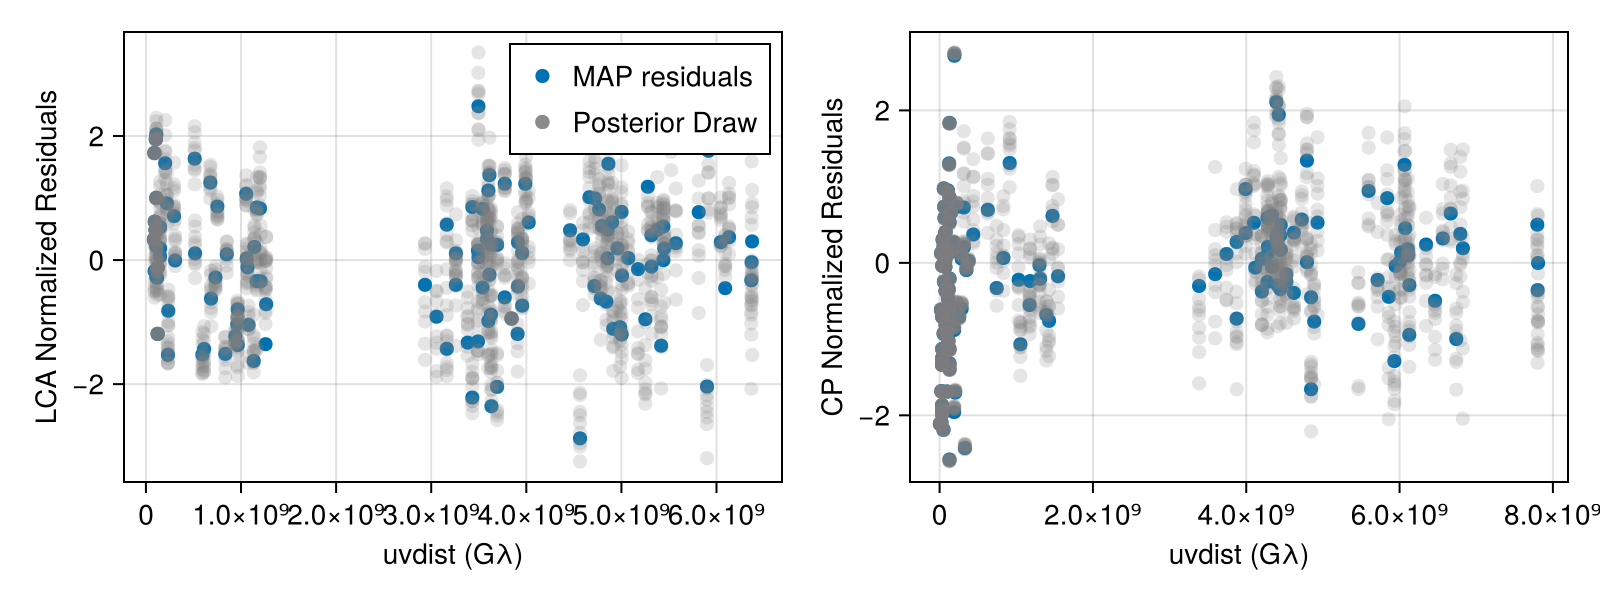 LCA Normalized Residuals
2
0
−2
MAP residuals
Posterior Draw
0 1.0×10⁹ 2.0×10⁹ 3.0×10⁹ 4.0×10⁹ 5.0×10⁹ 6.0×10⁹
uvdist (Gλ)
CP Normalized Residuals
2
0
−2
0 2.0×10⁹ 4.0×10⁹ 6.0×10⁹ 8.0×10⁹
uvdist (Gλ)